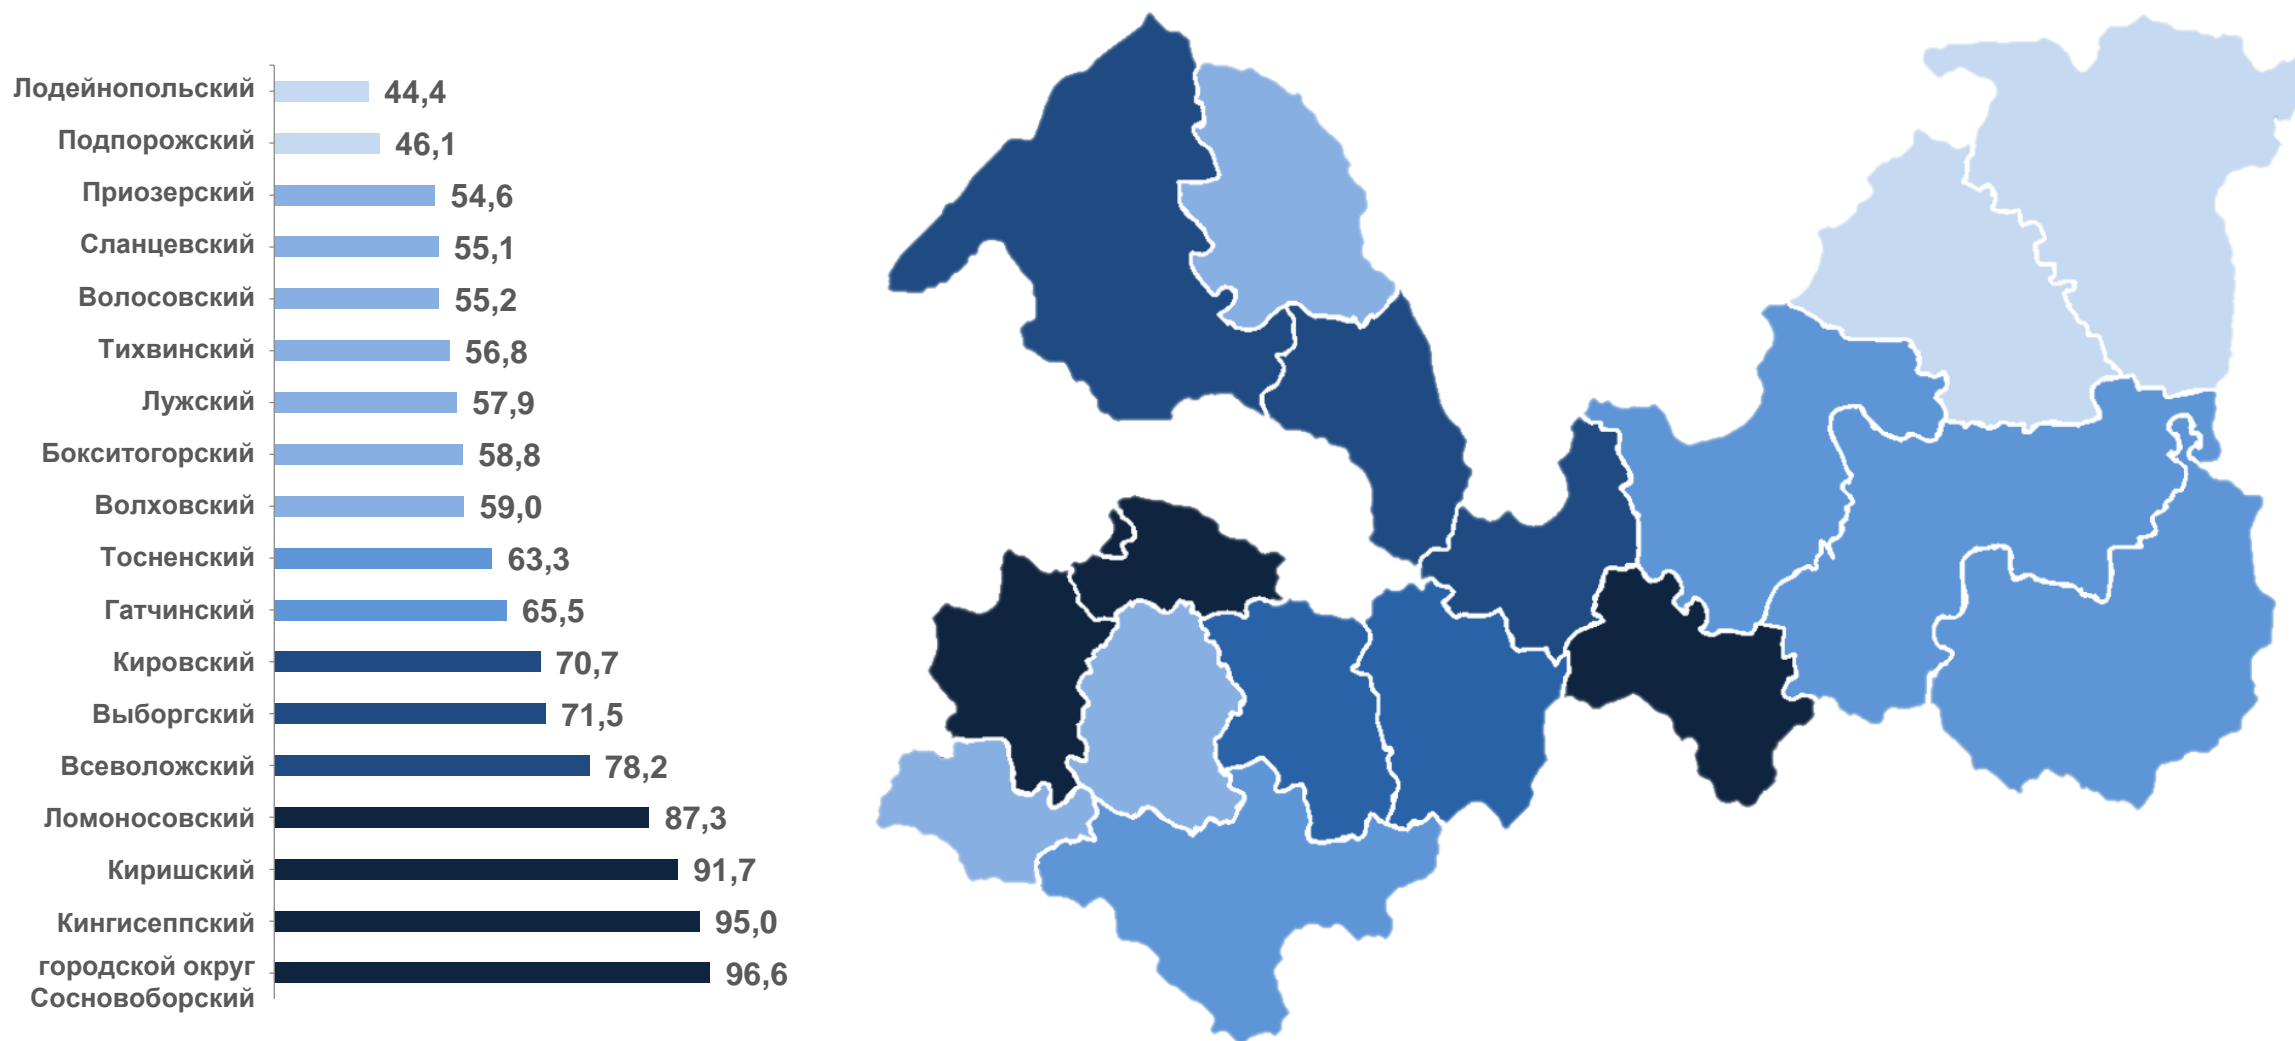 Лодейнопольский 44,4
Подпорожский 46,1
Приозерский 54,6
Сланцевский 55,1
Волосовский 55,2
Тихвинский 56,8
Лужский 57,9
Бокситогорский 58,8
Волховский 59,0
Тосненский 63,3
Гатчинский 65,5
Кировский 70,7
Выборгский 71,5
Всеволожский 78,2
Ломоносовский 87,3
Киришский 91,7
Кингисеппский 95,0
городской округ
Сосновоборский 96,6